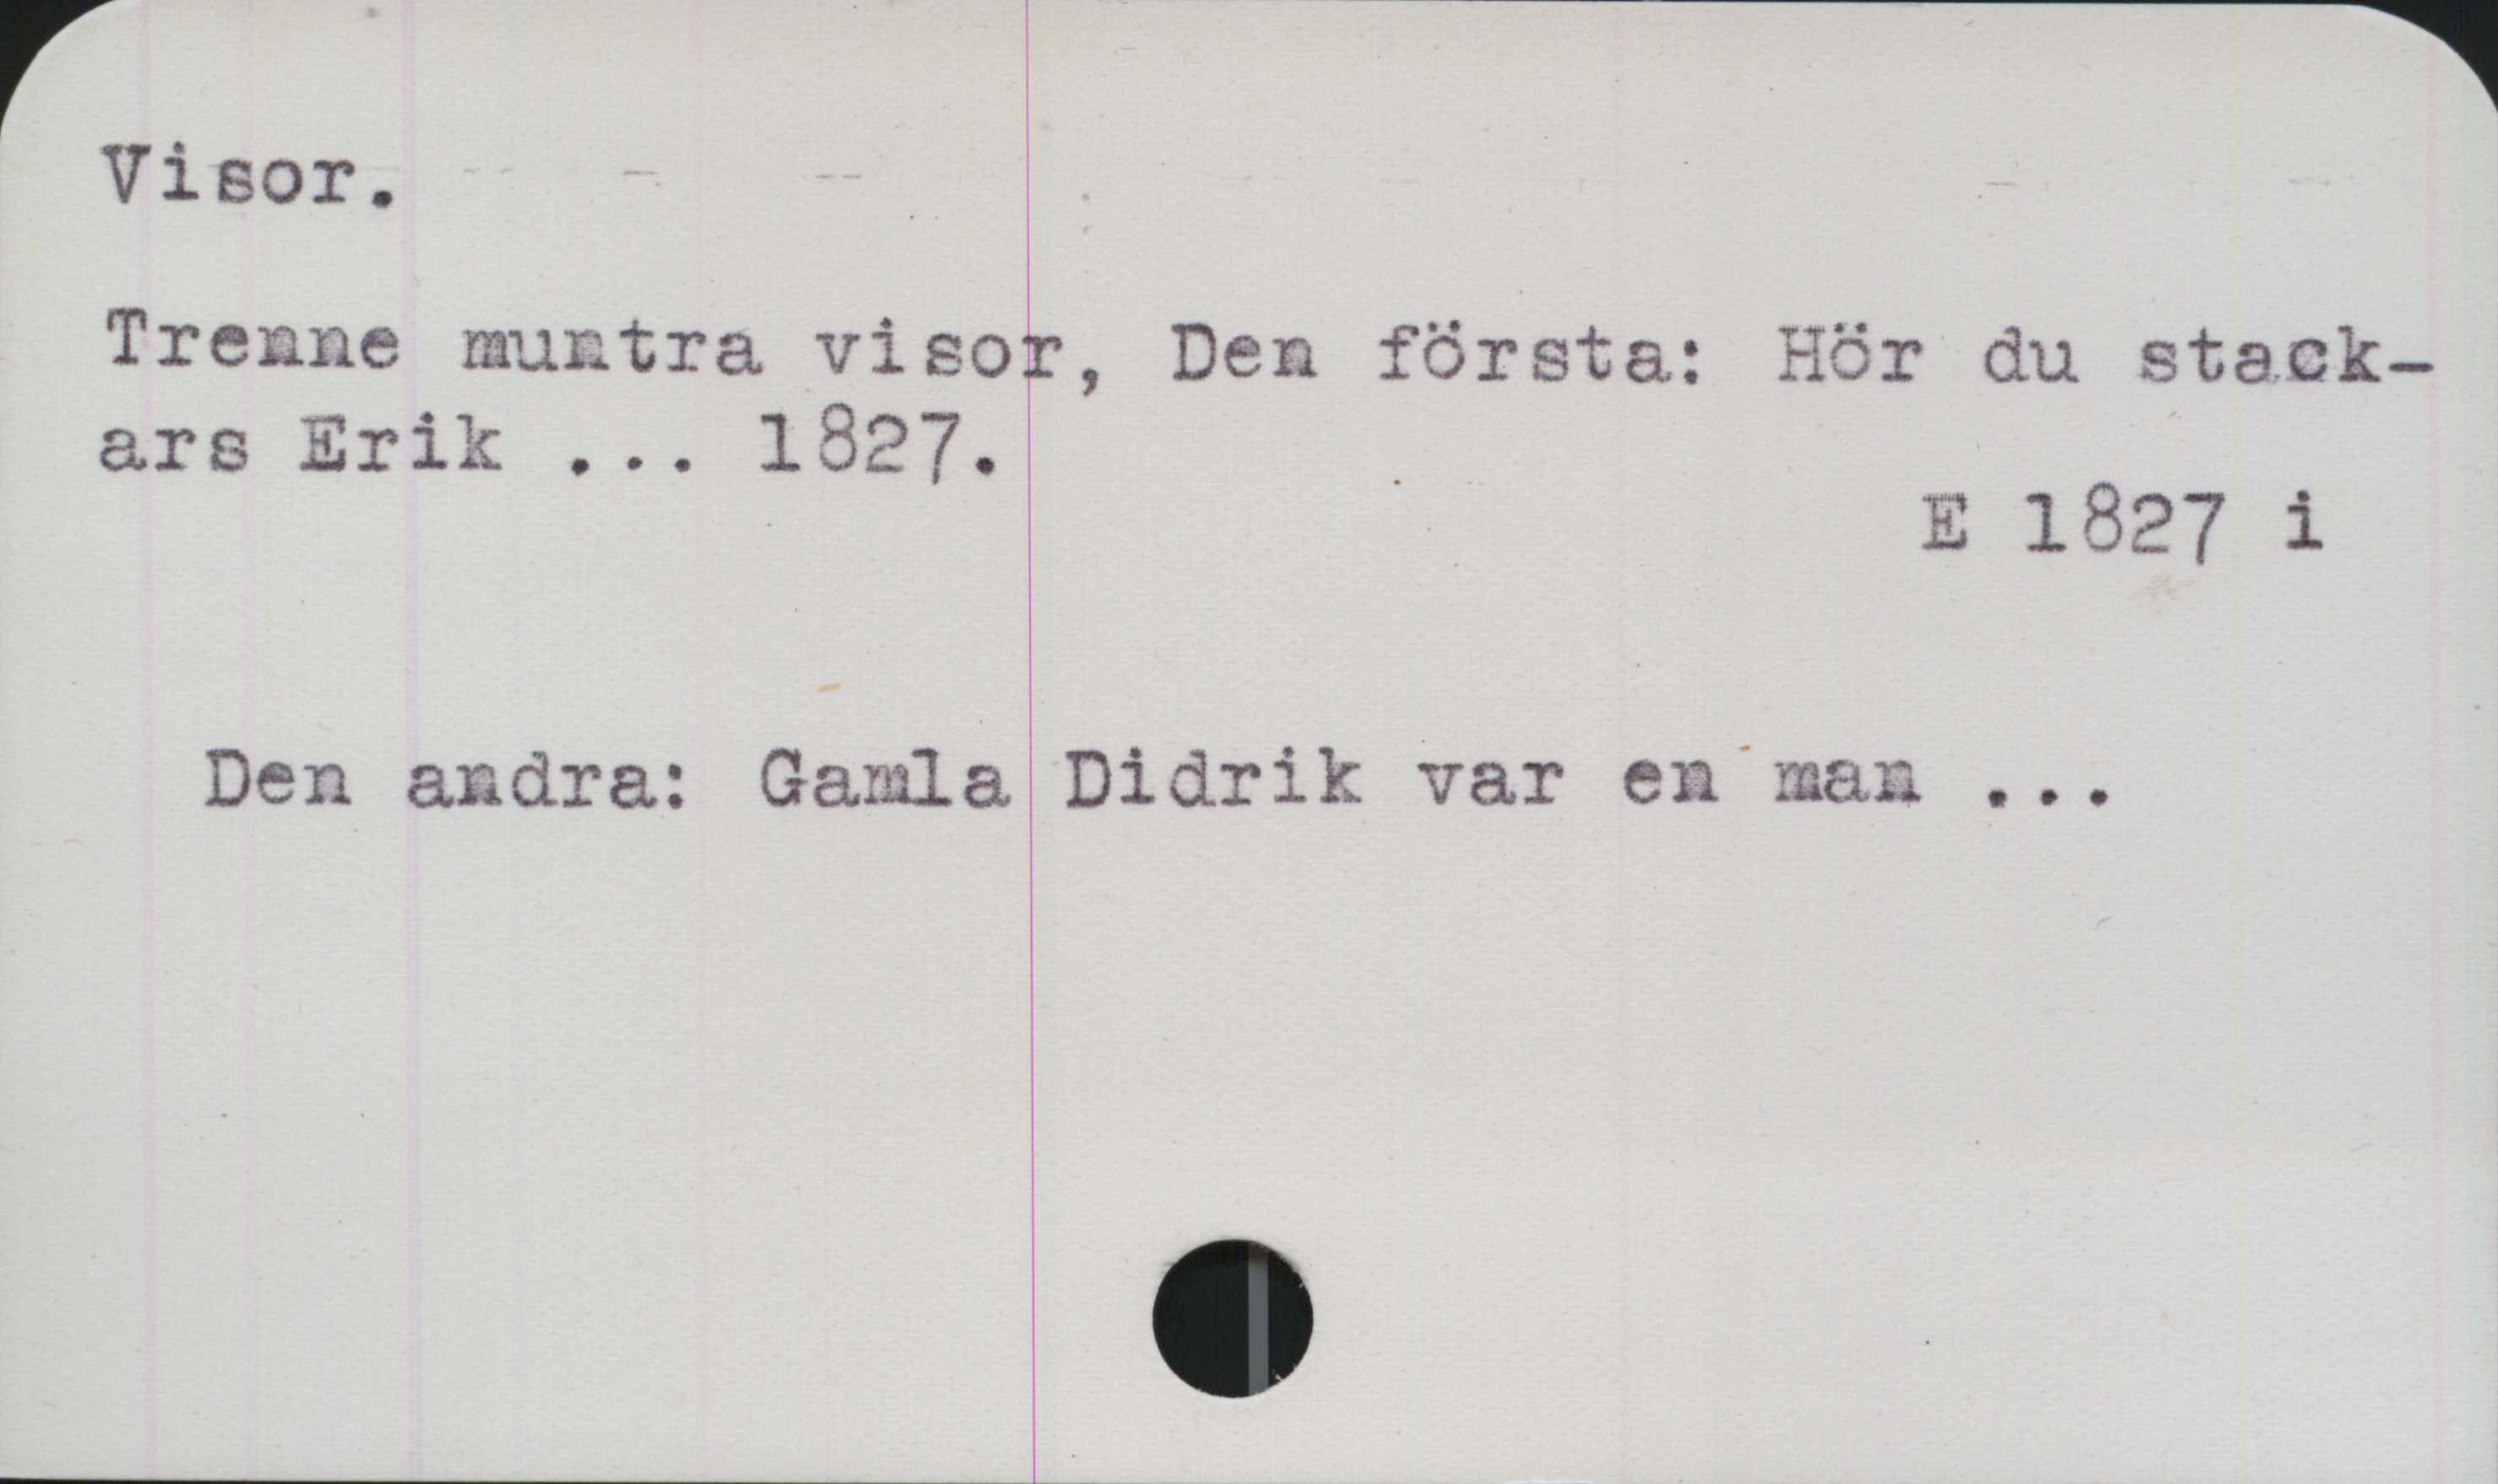 Visor.
Trenne muntra visor, Den första: Hör du stack-
ars Erik ... 1827.
E 1827 i
Den andra: Gamla Didrik var en man ...